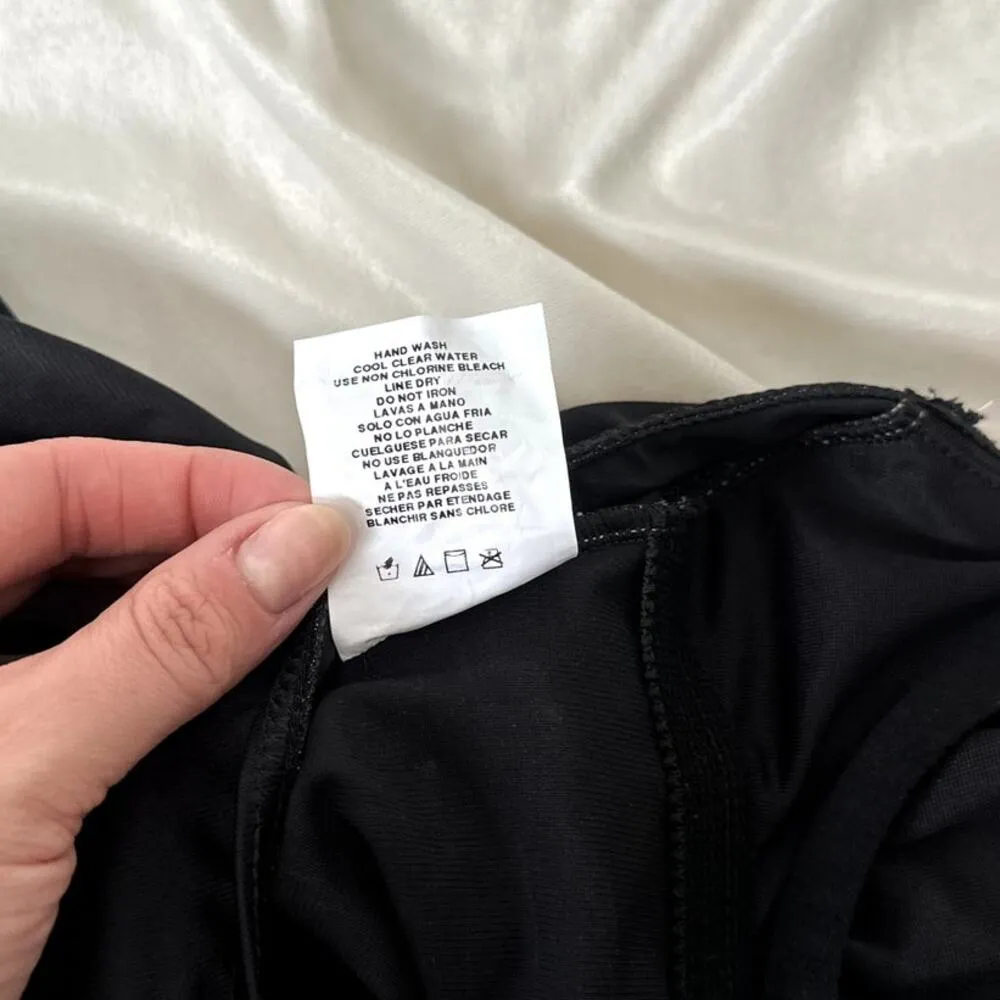 HAND WASH
COOL CLEAR WATER
USE NON CHLORINE BLEACH
LINE DRY
DO NOT IRON
LAVAS A MANO
SOLO CON AGUA FRIA
NO LO PLANCHE
CUELGUESE PARA SECAR
NO USE BLANQUEDOR
LAVAGE A LA MAIN
A L'EAU FROIDE
NE PAS REPASSES
SECHER PAR ETENDAGE
BLANCHIR SANS CHLORE